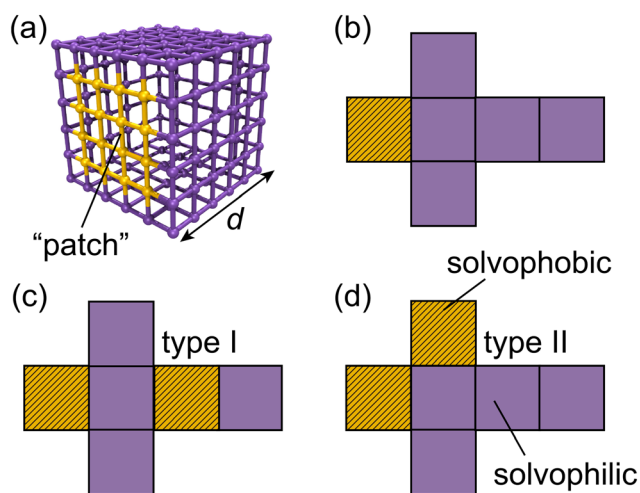 (a)
(b)
"patch"
d
(c)
type I
(d)
solvophobic
type II
solvophilic